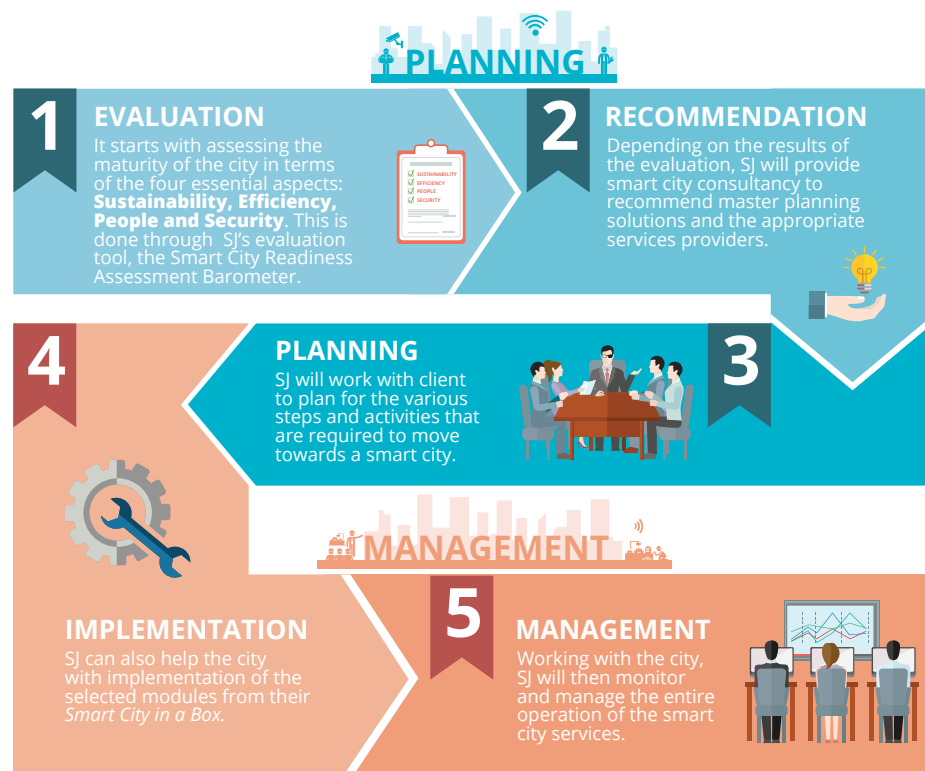 PLANNING
1
EVALUATION
It starts with assessing the
maturity of the city in terms
of the four essential aspects:
Sustainability, Efficiency,
People and Security. This is
done through SJ's evaluation
tool, the Smart City Readiness
Assessment Barometer.
SUSTAINABILITY
EFFICIENCY
PEOPLE
SECURITY
2
RECOMMENDATION
Depending on the results of
the evaluation, SJ will provide
smart city consultancy to
recommend master planning
solutions and the appropriate
services providers.
3
PLANNING
SJ will work with client
to plan for the various
steps and activities that
are required to move
towards a smart city.
MANAGEMENT
4
IMPLEMENTATION
SJ can also help the city
with implementation of the
selected modules from their
Smart City in a Box.
5
MANAGEMENT
Working with the city,
SJ will then monitor
and manage the entire
operation of the smart
city services.